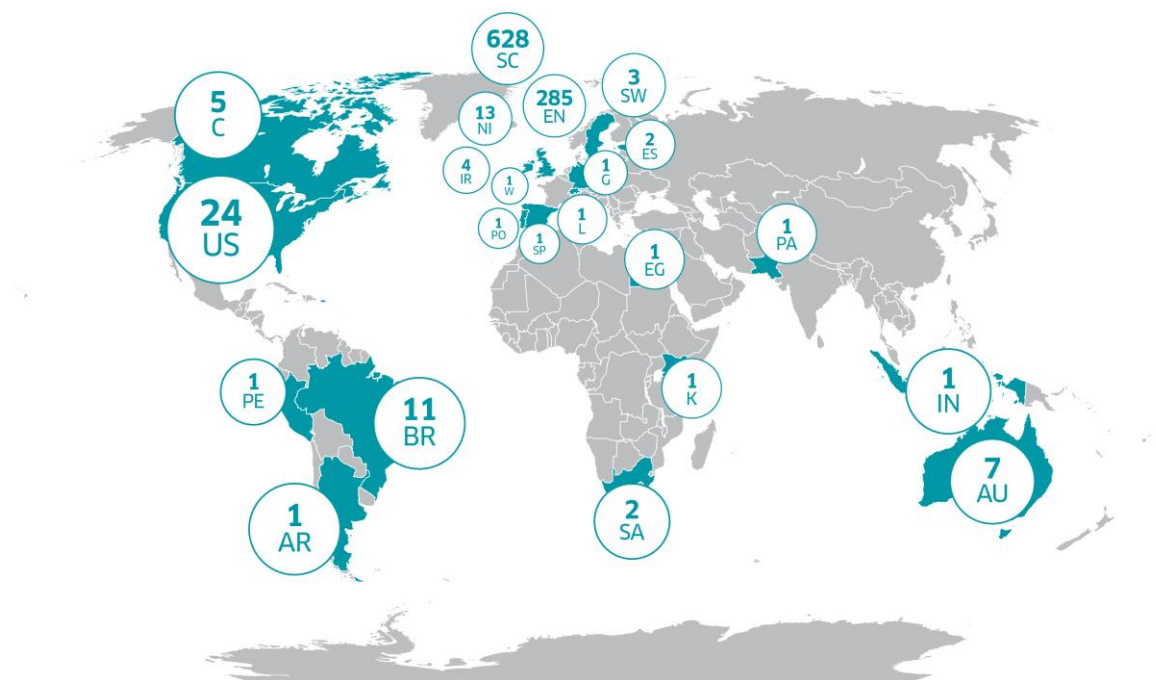 628
SC
5
C
3
SW
285
EN
13
NI
2
ES
4
IR
1
G
1
W
24
US
1
PO
1
SP
1
L
1
PA
1
EG
1
PE
11
BR
1
K
1
IN
7
AU
1
AR
2
SA